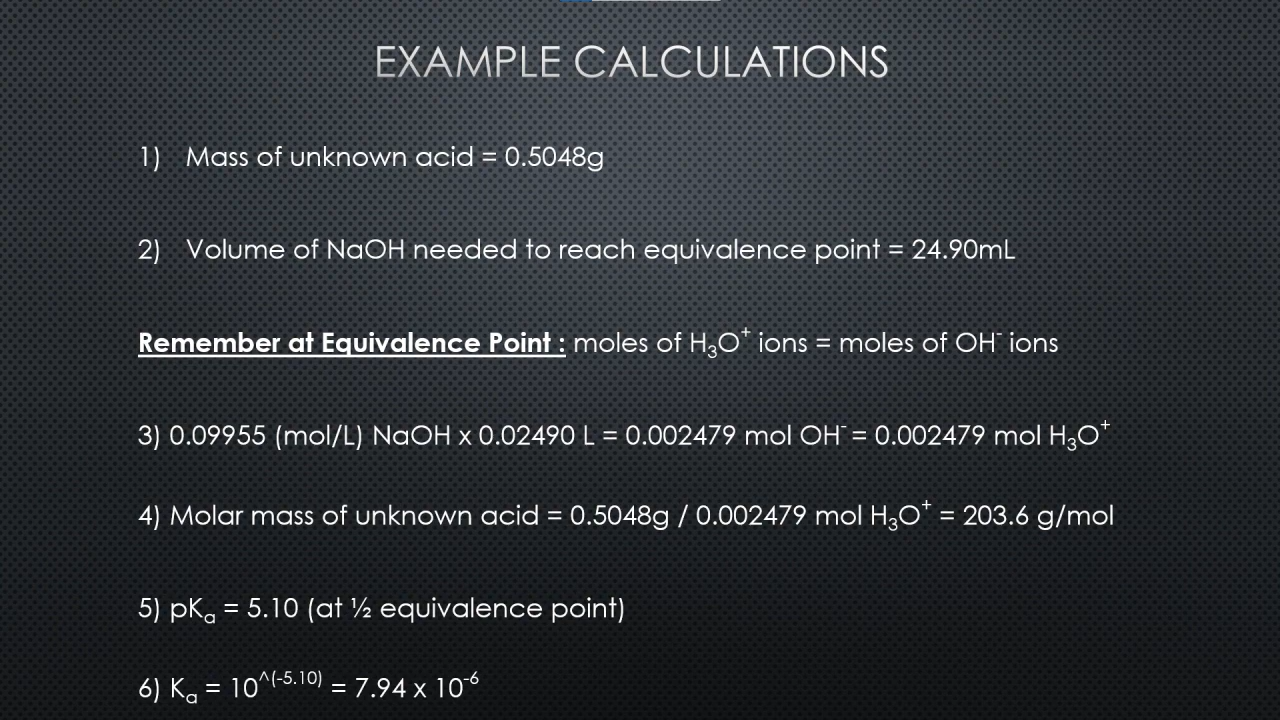 EXAMPLE CALCULATIONS
1) Mass of unknown acid = 0.5048g
2) Volume of NaOH needed to reach equivalence point = 24.90mL
Remember at Equivalence Point : moles of H₃O⁺ ions = moles of OH⁻ ions
3) 0.09955 (mol/L) NaOH x 0.02490 L = 0.002479 mol OH⁻ = 0.002479 mol H₃O⁺
4) Molar mass of unknown acid = 0.5048g / 0.002479 mol H₃O⁺ = 203.6 g/mol
5) pKₐ = 5.10 (at ½ equivalence point)
6) Kₐ = 10^(-5.10) = 7.94 x 10⁻⁶